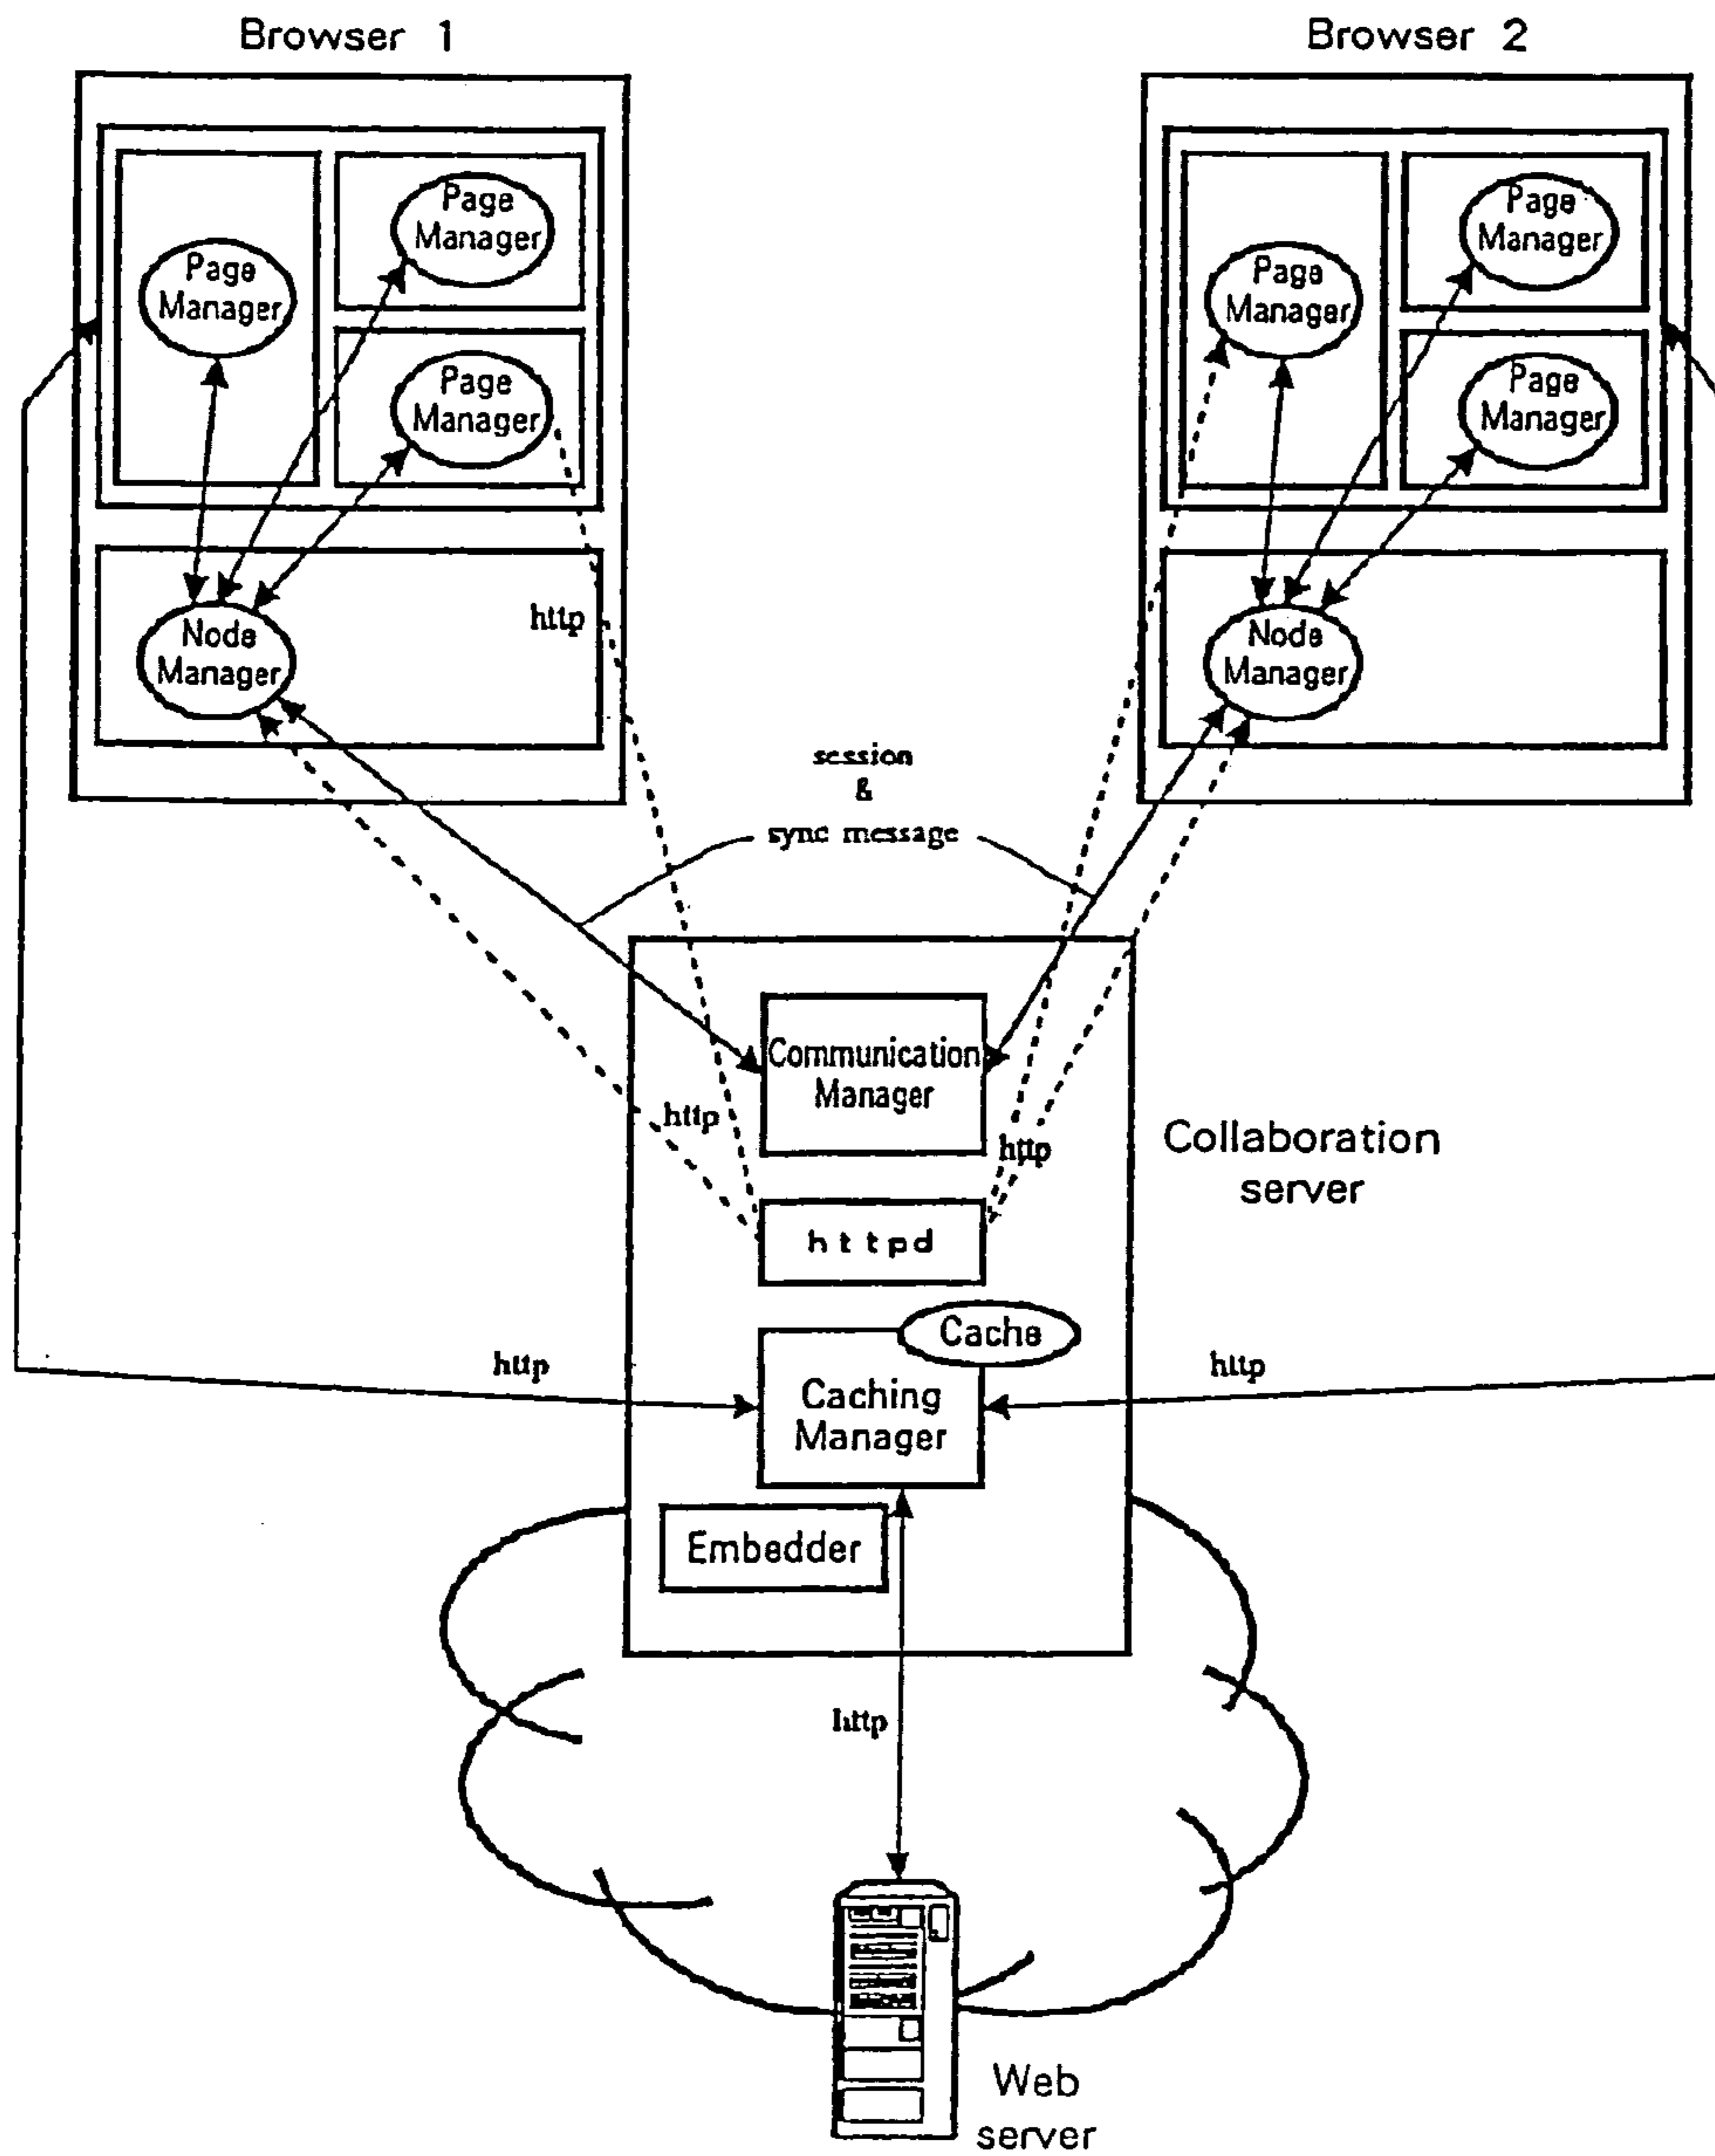 Browser 1
Browser 2
Page
Manager
Page
Manager
Page
Manager
Node
Manager
http
Page
Manager
Page
Manager
Page
Manager
Node
Manager
session
&
sync message
Communication
Manager
http
http
Collaboration
server
httpd
Cache
http
http
Caching
Manager
Embedder
http
Web
server